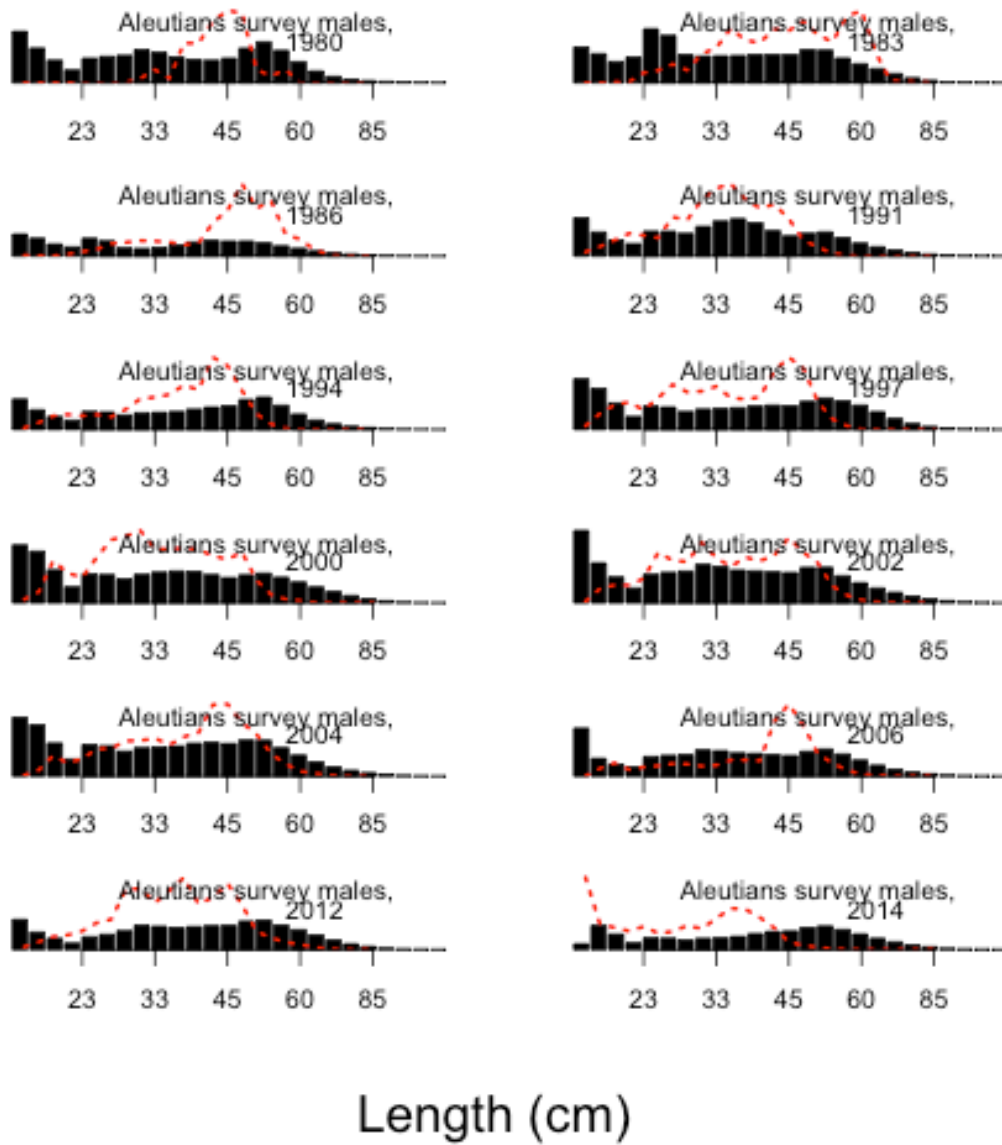 Aleutians survey males,
1980
Aleutians survey males,
1983
23 33 45 60 85
23 33 45 60 85
Aleutians survey males,
1986
Aleutians survey males,
1991
23 33 45 60 85
23 33 45 60 85
Aleutians survey males,
1994
Aleutians survey males,
1997
23 33 45 60 85
23 33 45 60 85
Aleutians survey males,
2000
Aleutians survey males,
2002
23 33 45 60 85
23 33 45 60 85
Aleutians survey males,
2004
Aleutians survey males,
2006
23 33 45 60 85
23 33 45 60 85
Aleutians survey males,
2012
Aleutians survey males,
2014
23 33 45 60 85
23 33 45 60 85
Length (cm)